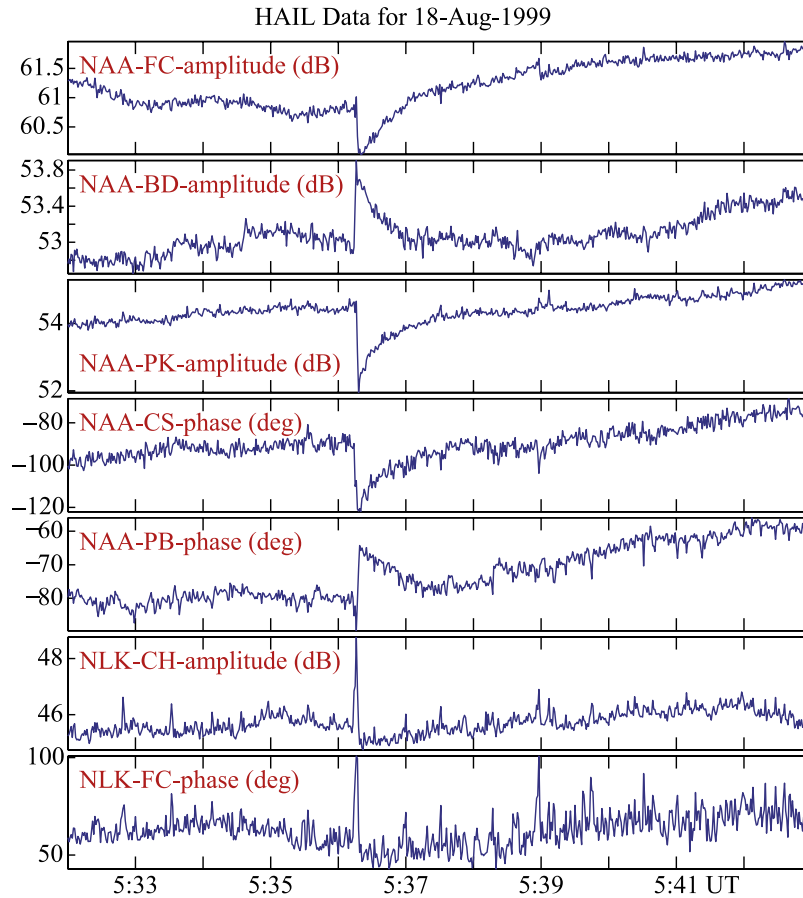 HAIL Data for 18-Aug-1999
NAA-FC-amplitude (dB)
61.5
61
60.5
NAA-BD-amplitude (dB)
53.8
53.4
53
NAA-PK-amplitude (dB)
54
52
NAA-CS-phase (deg)
−80
−100
−120
NAA-PB-phase (deg)
−60
−70
−80
NLK-CH-amplitude (dB)
48
46
NLK-FC-phase (deg)
100
50
5:33 5:35 5:37 5:39 5:41 UT